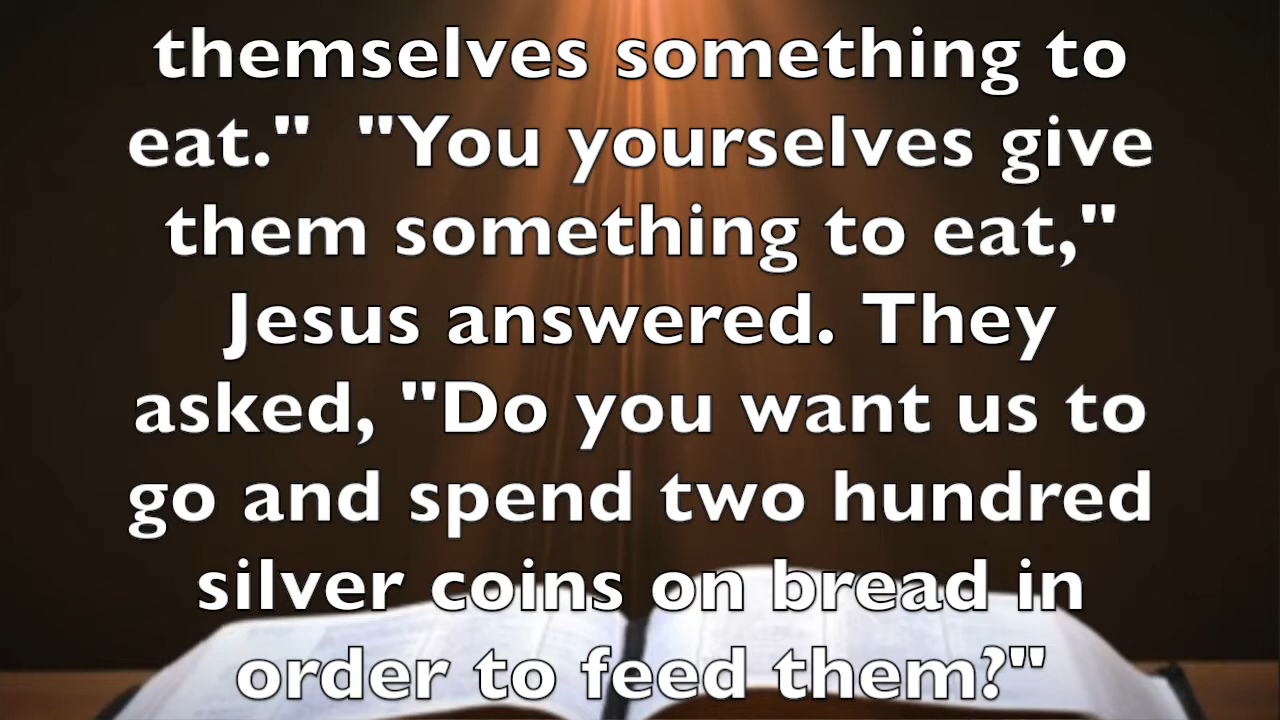 themselves something to
eat."  "You yourselves give
them something to eat,"
Jesus answered. They
asked, "Do you want us to
go and spend two hundred
silver coins on bread in
order to feed them?"